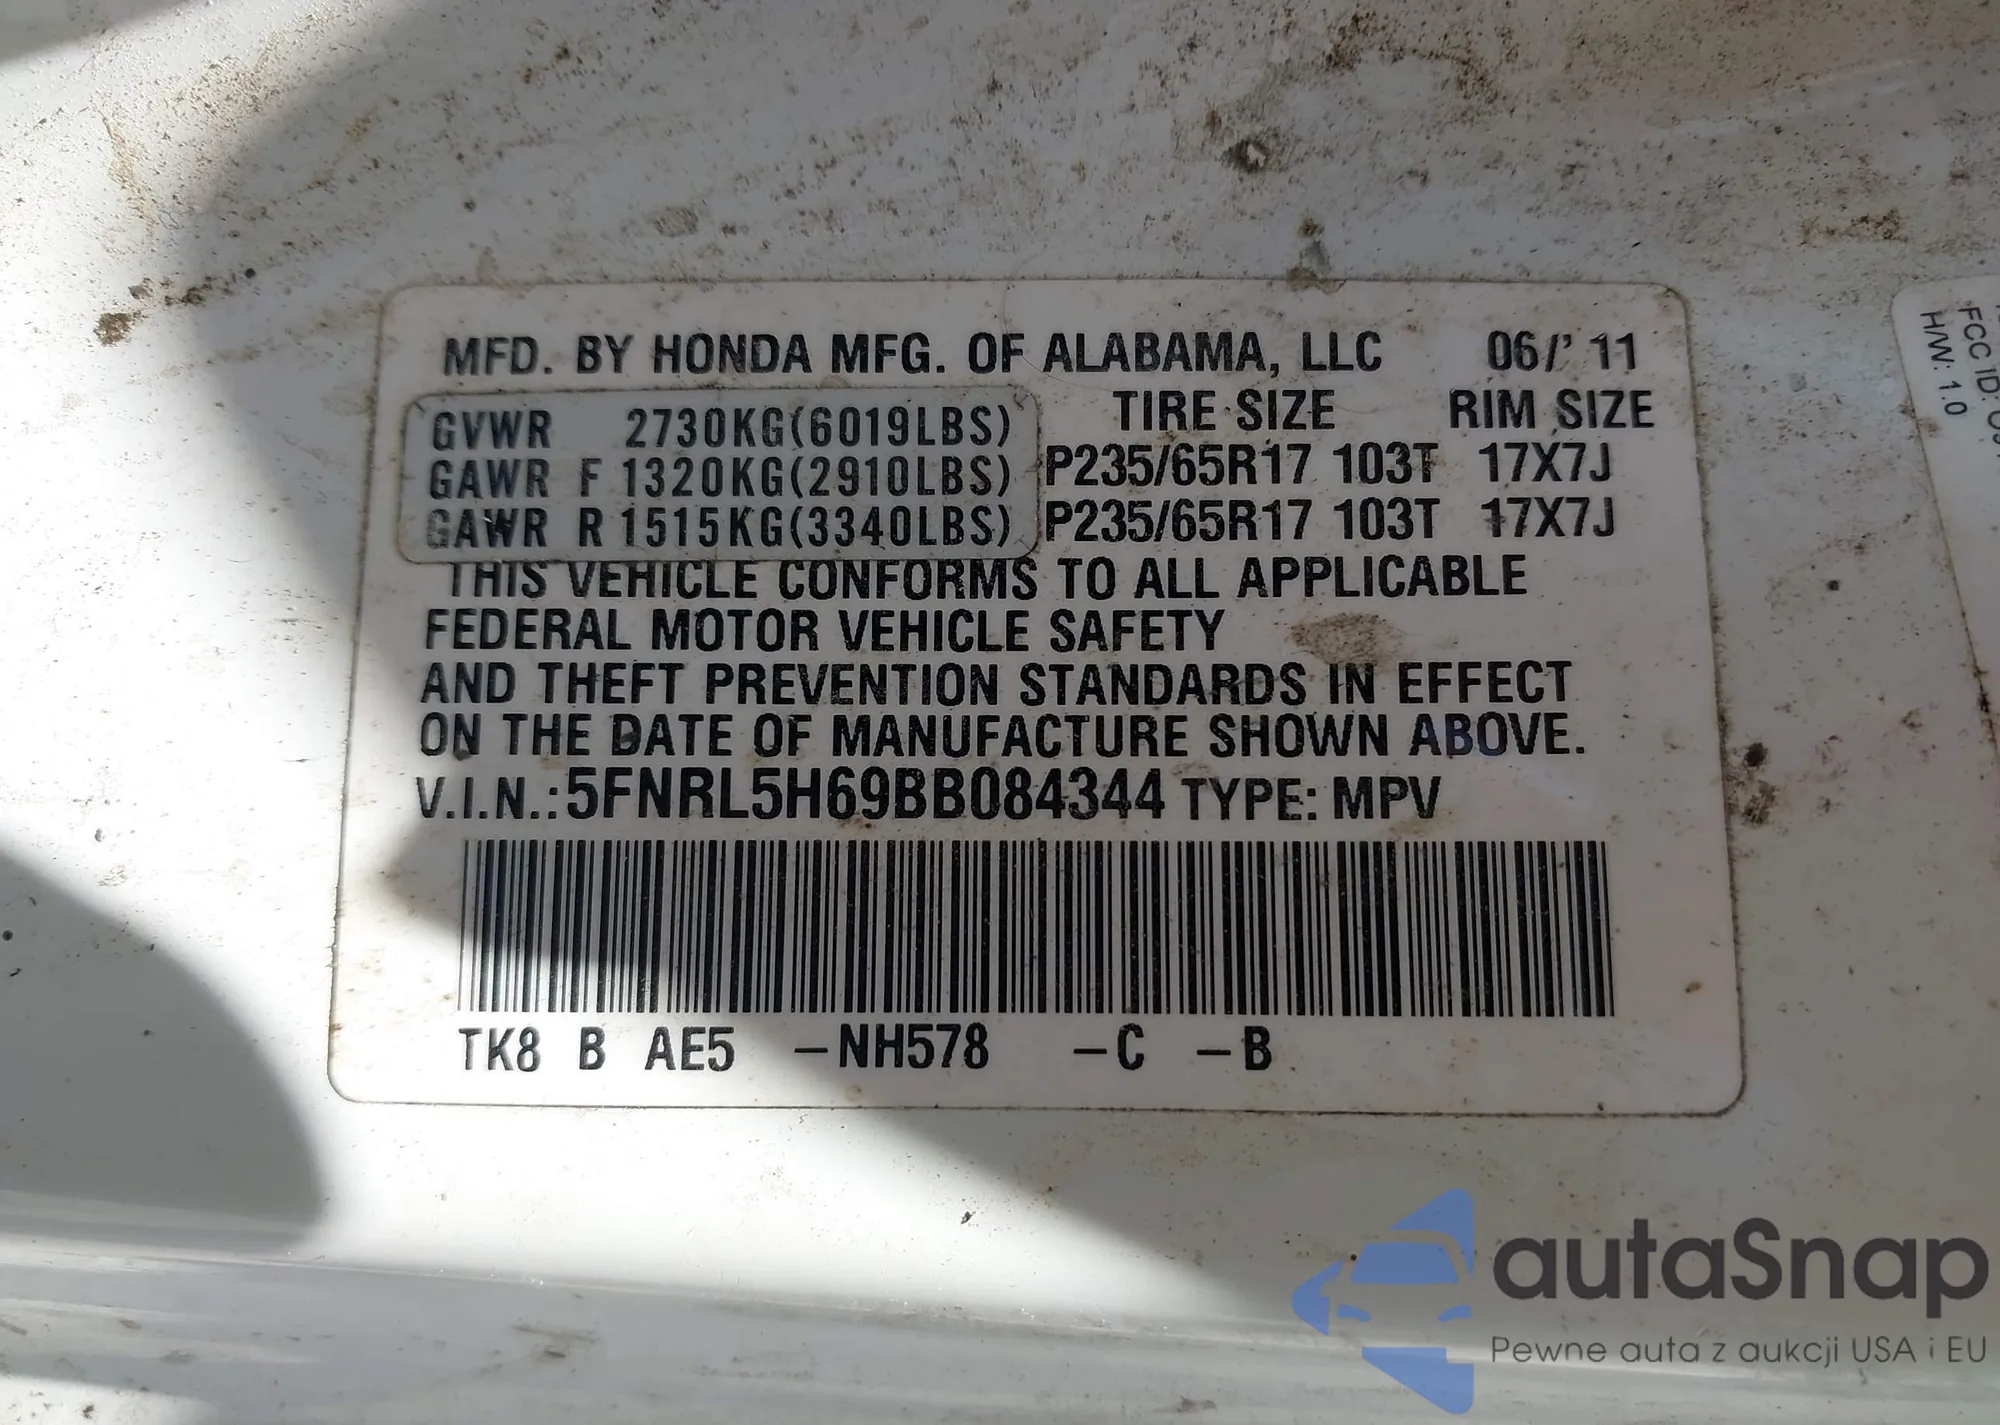 MFD. BY HONDA MFG. OF ALABAMA, LLC 06/' 11
TIRE SIZE RIM SIZE
GVWR 2730KG(6019LBS)
GAWR F 1320KG(2910LBS) P235/65R17 103T 17X7J
GAWR R 1515KG(3340LBS) P235/65R17 103T 17X7J
THIS VEHICLE CONFORMS TO ALL APPLICABLE
FEDERAL MOTOR VEHICLE SAFETY
AND THEFT PREVENTION STANDARDS IN EFFECT
ON THE DATE OF MANUFACTURE SHOWN ABOVE.
V.I.N.:5FNRL5H69BB084344 TYPE: MPV
TK8 B AE5 –NH578 –C –B
FCC ID:
H/W: 1.0
autaSnap
Pewne auta z aukcji USA i EU